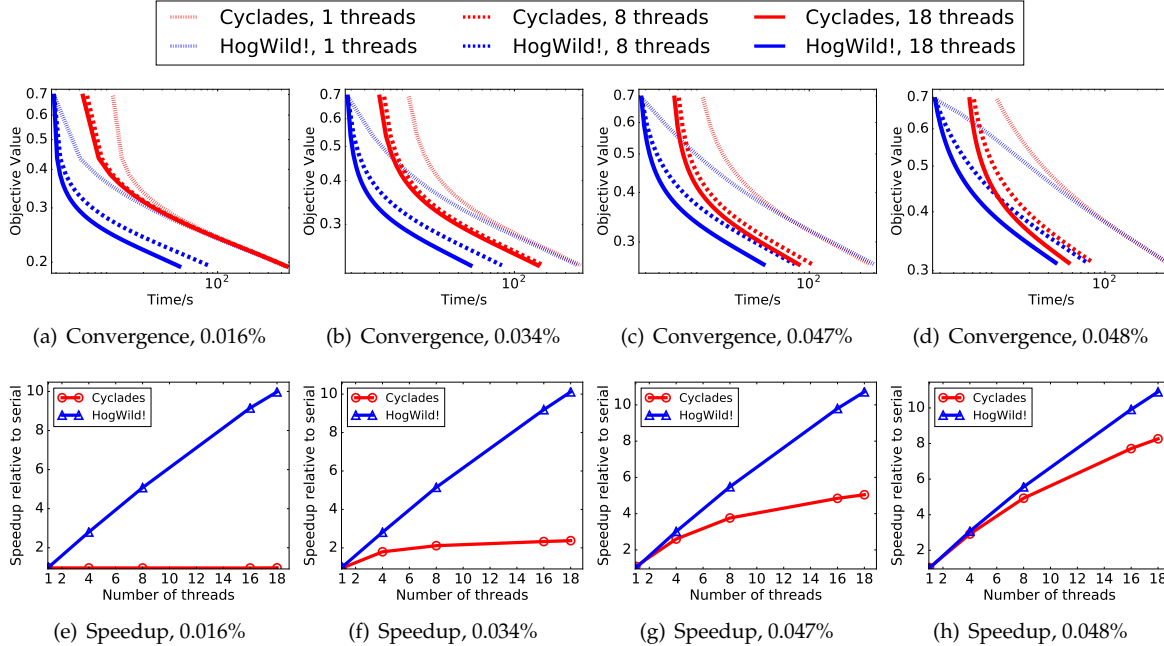 Cyclades, 1 threads
Cyclades, 8 threads
Cyclades, 18 threads
HogWild!, 1 threads
HogWild!, 8 threads
HogWild!, 18 threads
0.7
0.6
0.5
0.4
0.3
0.2
Objective Value
10²
Time/s
(a) Convergence, 0.016%
0.7
0.6
0.5
0.4
0.3
Objective Value
10²
Time/s
(b) Convergence, 0.034%
0.7
0.6
0.5
0.4
0.3
Objective Value
10²
Time/s
(c) Convergence, 0.047%
0.7
0.6
0.5
0.4
0.3
Objective Value
10²
Time/s
(d) Convergence, 0.048%
Cyclades
HogWild!
10
8
6
4
2
Speedup relative to serial
1 2 4 6 8 10 12 14 16 18
Number of threads
(e) Speedup, 0.016%
Cyclades
HogWild!
10
8
6
4
2
Speedup relative to serial
1 2 4 6 8 10 12 14 16 18
Number of threads
(f) Speedup, 0.034%
Cyclades
HogWild!
10
8
6
4
2
Speedup relative to serial
1 2 4 6 8 10 12 14 16 18
Number of threads
(g) Speedup, 0.047%
Cyclades
HogWild!
10
8
6
4
2
Speedup relative to serial
1 2 4 6 8 10 12 14 16 18
Number of threads
(h) Speedup, 0.048%